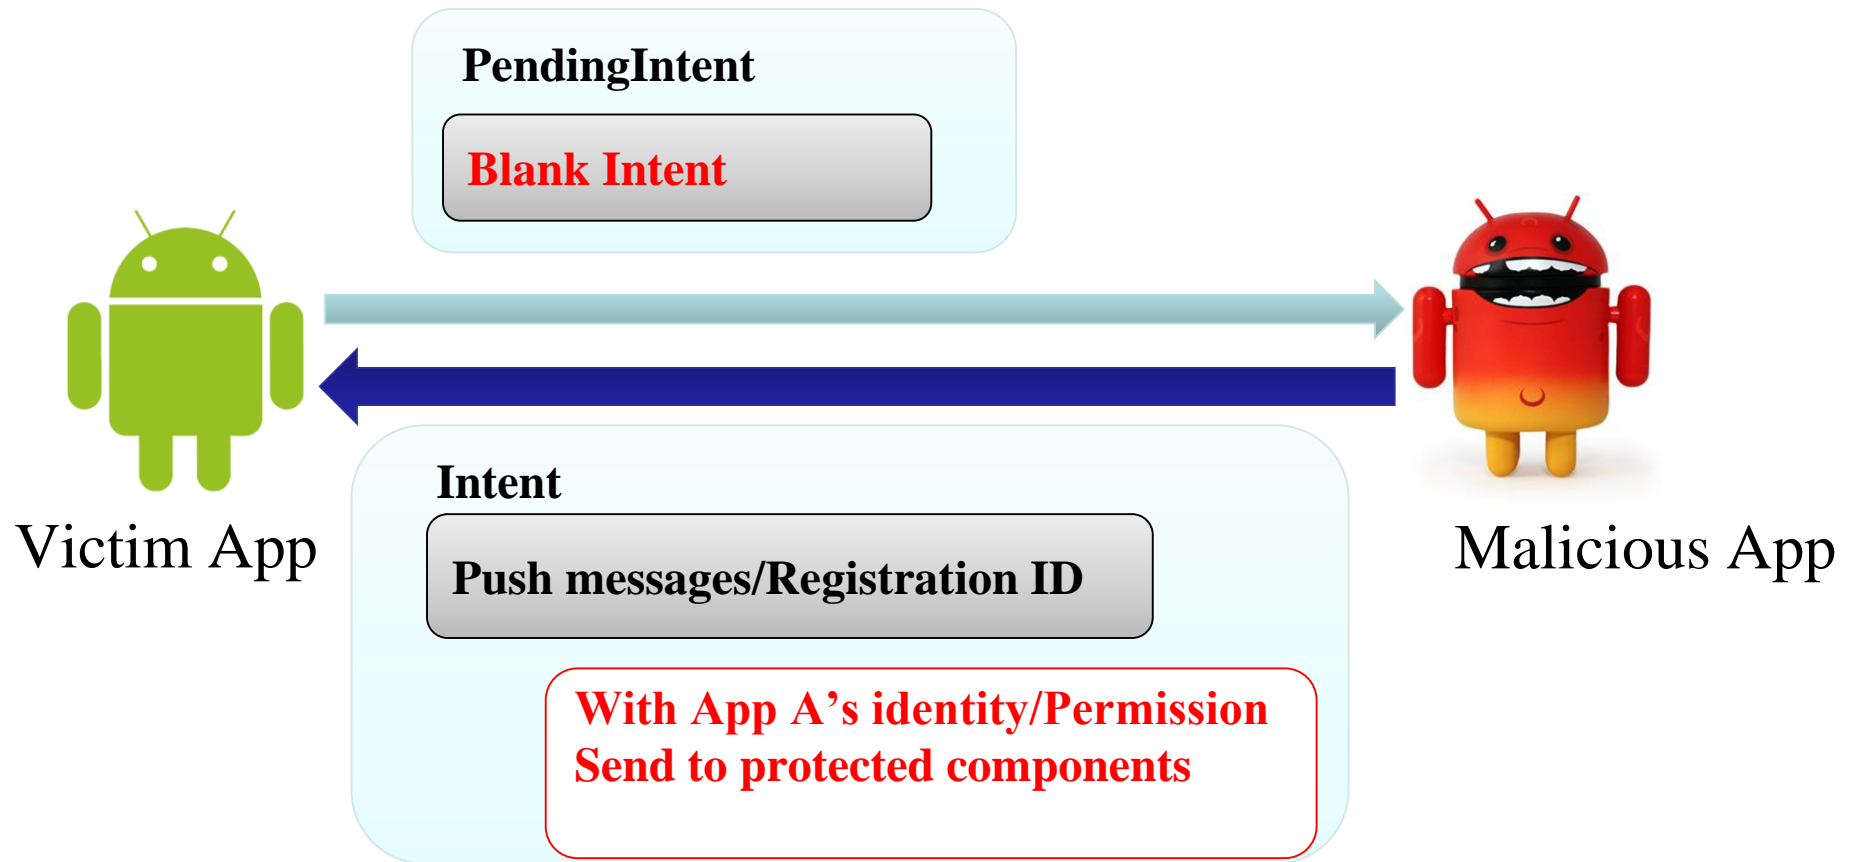 PendingIntent
Blank Intent
Intent
Victim App
Malicious App
Push messages/Registration ID
With App A’s identity/Permission
Send to protected components